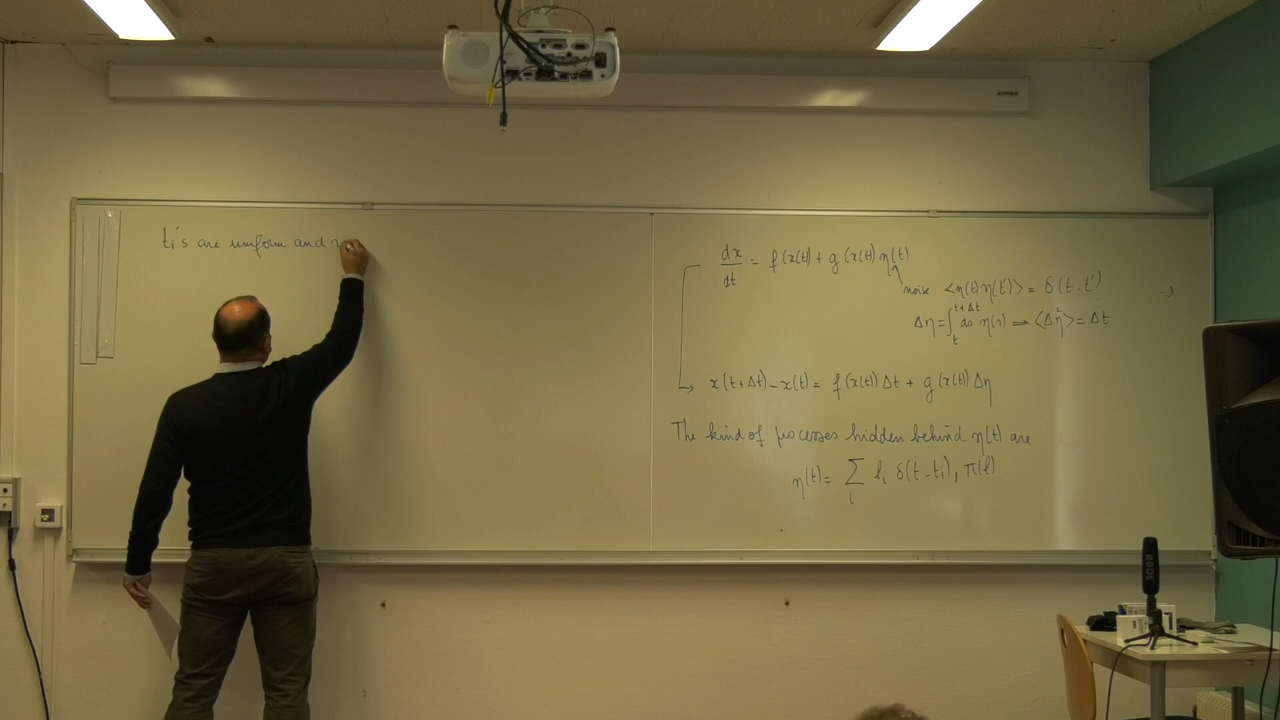 ti's are uniform and
dx/dt = f(x(t)) + g(x(t)) η(t)
noise <η(t)η(t')> = δ(t-t')
Δη = ∫_t^{t+Δt} ds η(s) ⟹ <Δη²> = Δt
x(t+Δt) - x(t) = f(x(t)) Δt + g(x(t)) Δη
The kind of processes hidden behind η(t) are
η(t) = Σ_i l_i δ(t-t_i), π(l)
RODE